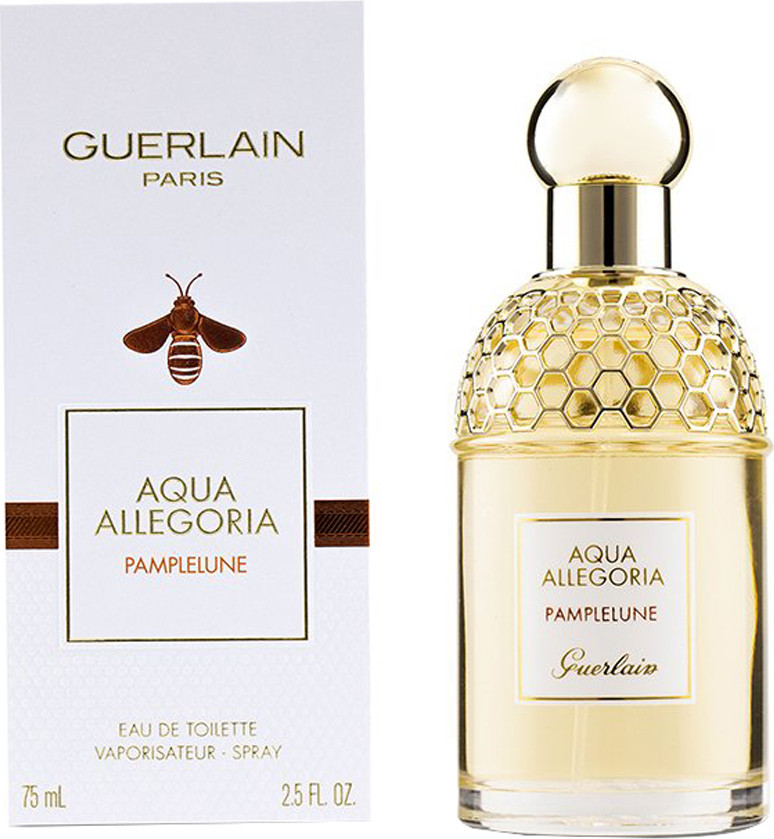 GUERLAIN
PARIS
AQUA
ALLEGORIA
PAMPLELUNE
EAU DE TOILETTE
VAPORISATEUR · SPRAY
75 mL 2.5 FL. OZ.
AQUA
ALLEGORIA
PAMPLELUNE
Guerlain